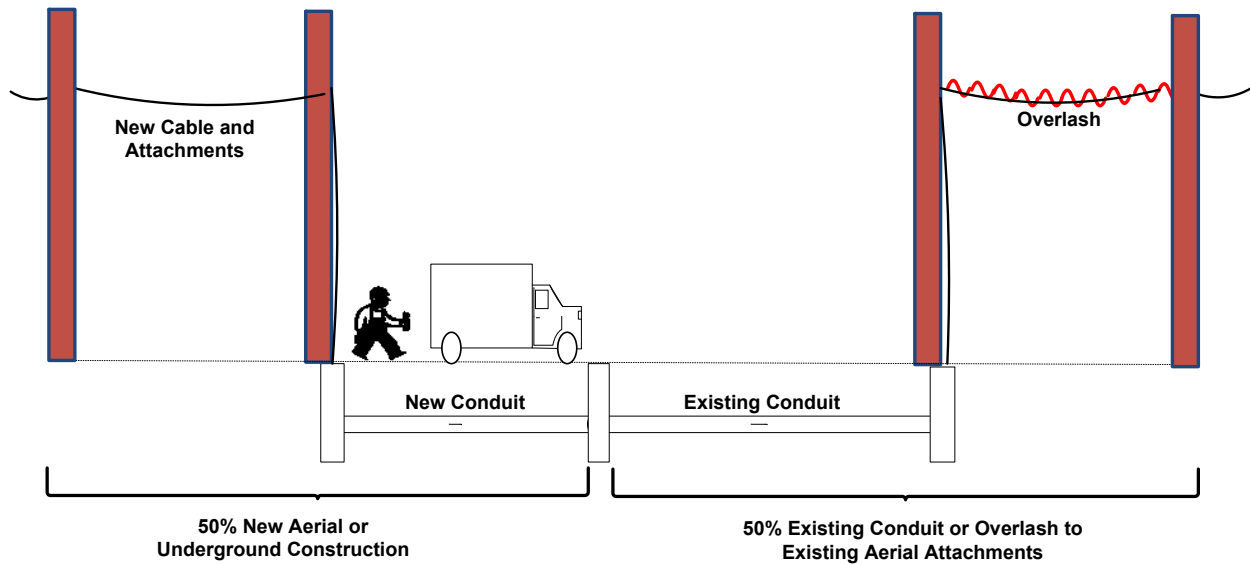 New Cable and
Attachments
Overlash
New Conduit
Existing Conduit
50% New Aerial or
Underground Construction
50% Existing Conduit or Overlash to
Existing Aerial Attachments